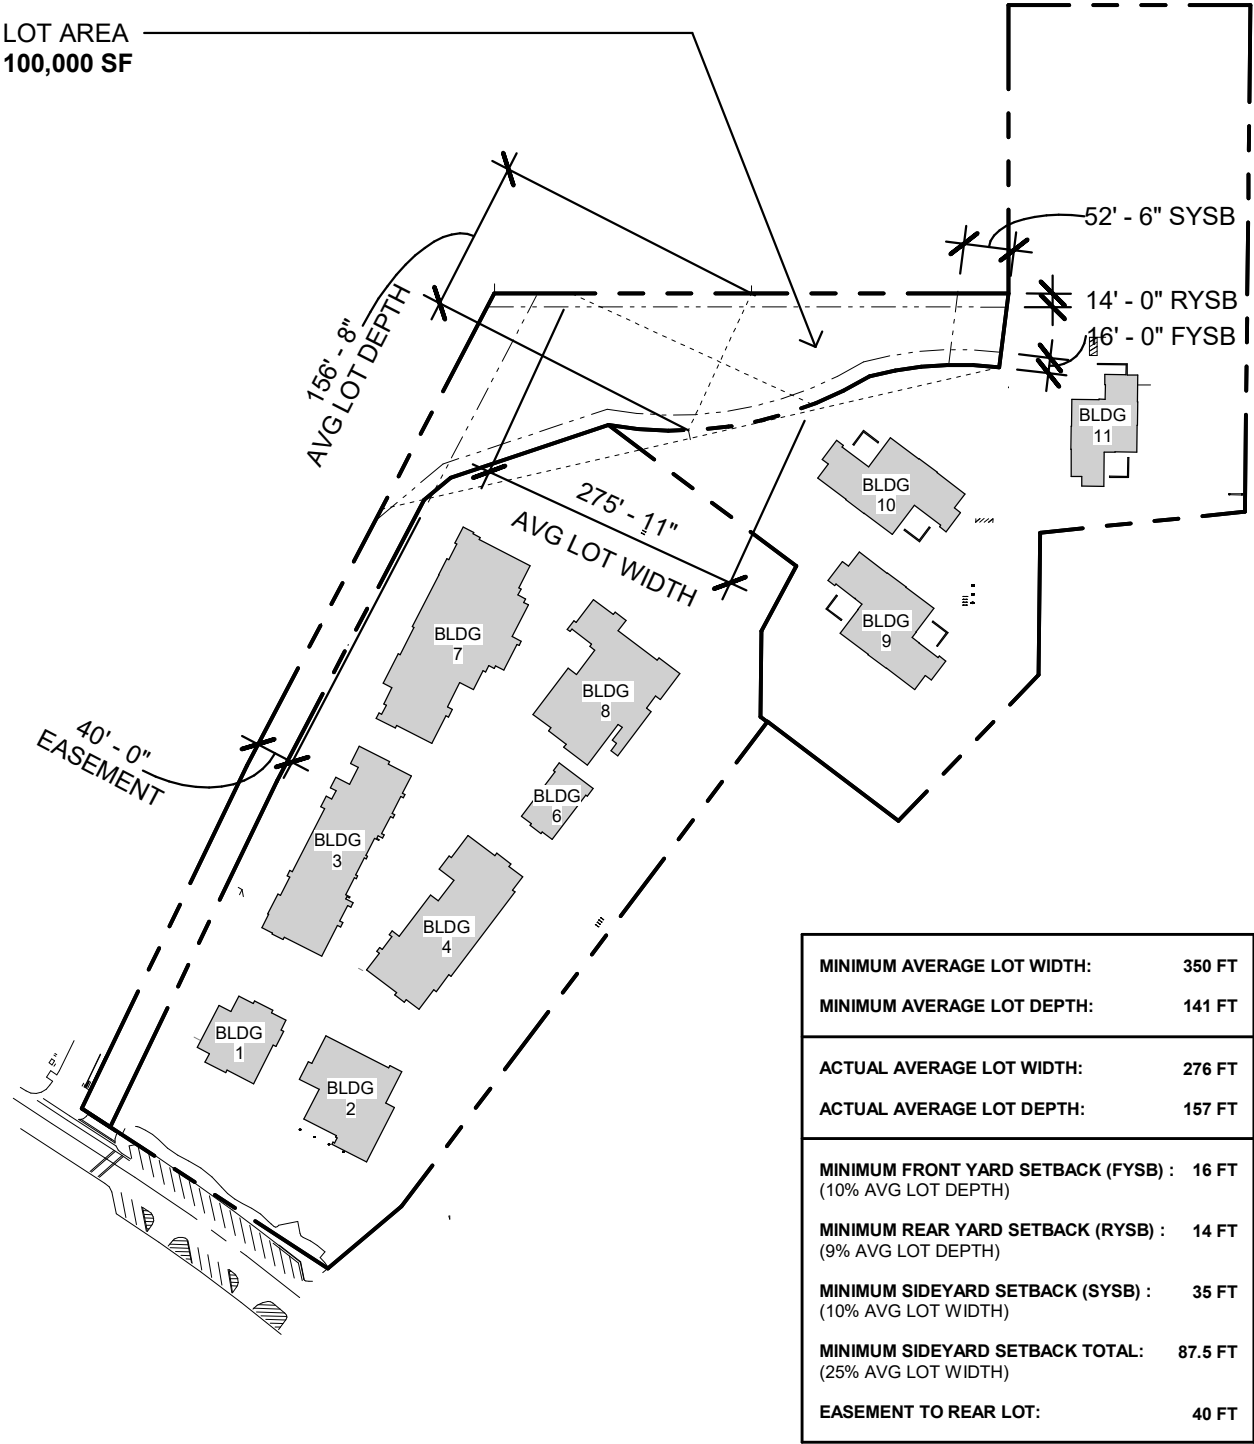 LOT AREA
100,000 SF
52' - 6" SYSB
14' - 0" RYSB
16' - 0" FYSB
156' - 8"
AVG LOT DEPTH
275' - 11"
AVG LOT WIDTH
40' - 0"
EASEMENT
BLDG
11
BLDG
10
BLDG
9
BLDG
7
BLDG
8
BLDG
6
BLDG
3
BLDG
4
BLDG
1
BLDG
2
MINIMUM AVERAGE LOT WIDTH: 350 FT
MINIMUM AVERAGE LOT DEPTH: 141 FT
ACTUAL AVERAGE LOT WIDTH: 276 FT
ACTUAL AVERAGE LOT DEPTH: 157 FT
MINIMUM FRONT YARD SETBACK (FYSB) : 16 FT
(10% AVG LOT DEPTH)
MINIMUM REAR YARD SETBACK (RYSB) : 14 FT
(9% AVG LOT DEPTH)
MINIMUM SIDEYARD SETBACK (SYSB) : 35 FT
(10% AVG LOT WIDTH)
MINIMUM SIDEYARD SETBACK TOTAL: 87.5 FT
(25% AVG LOT WIDTH)
EASEMENT TO REAR LOT: 40 FT